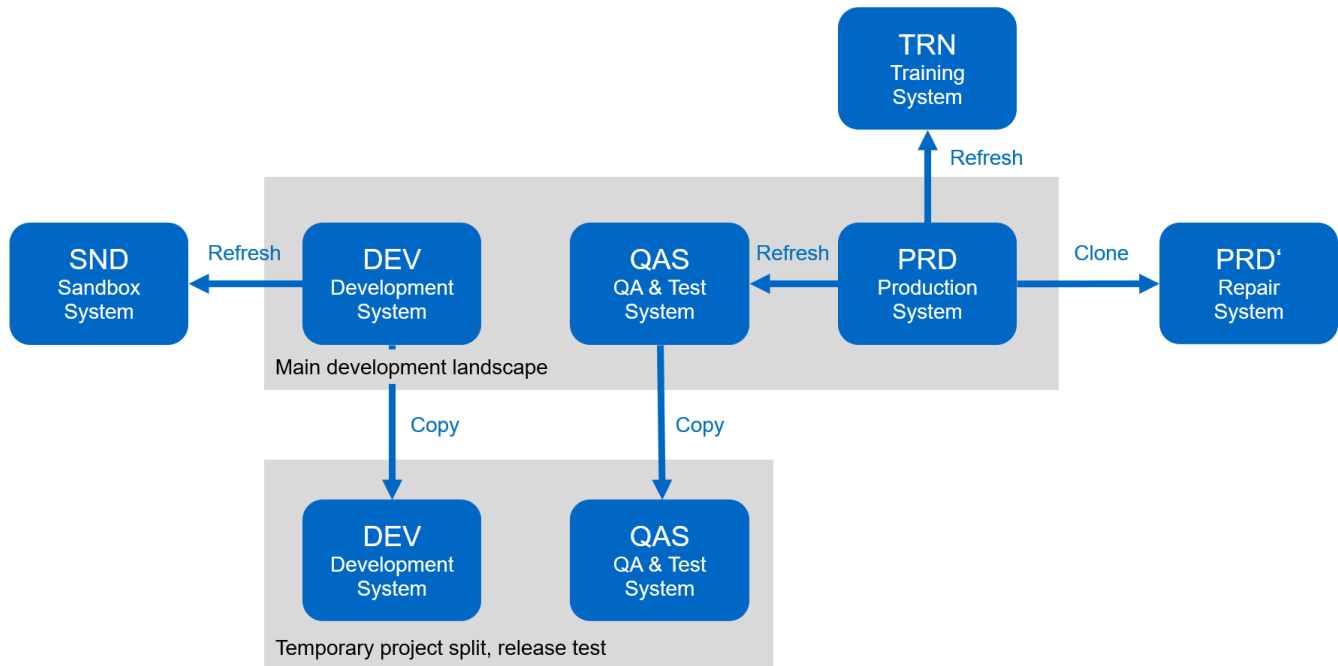 TRN
Training
System
Refresh
SND
Sandbox
System
Refresh
DEV
Development
System
QAS
QA & Test
System
Refresh
PRD
Production
System
Clone
PRD‘
Repair
System
Main development landscape
Copy
Copy
DEV
Development
System
QAS
QA & Test
System
Temporary project split, release test